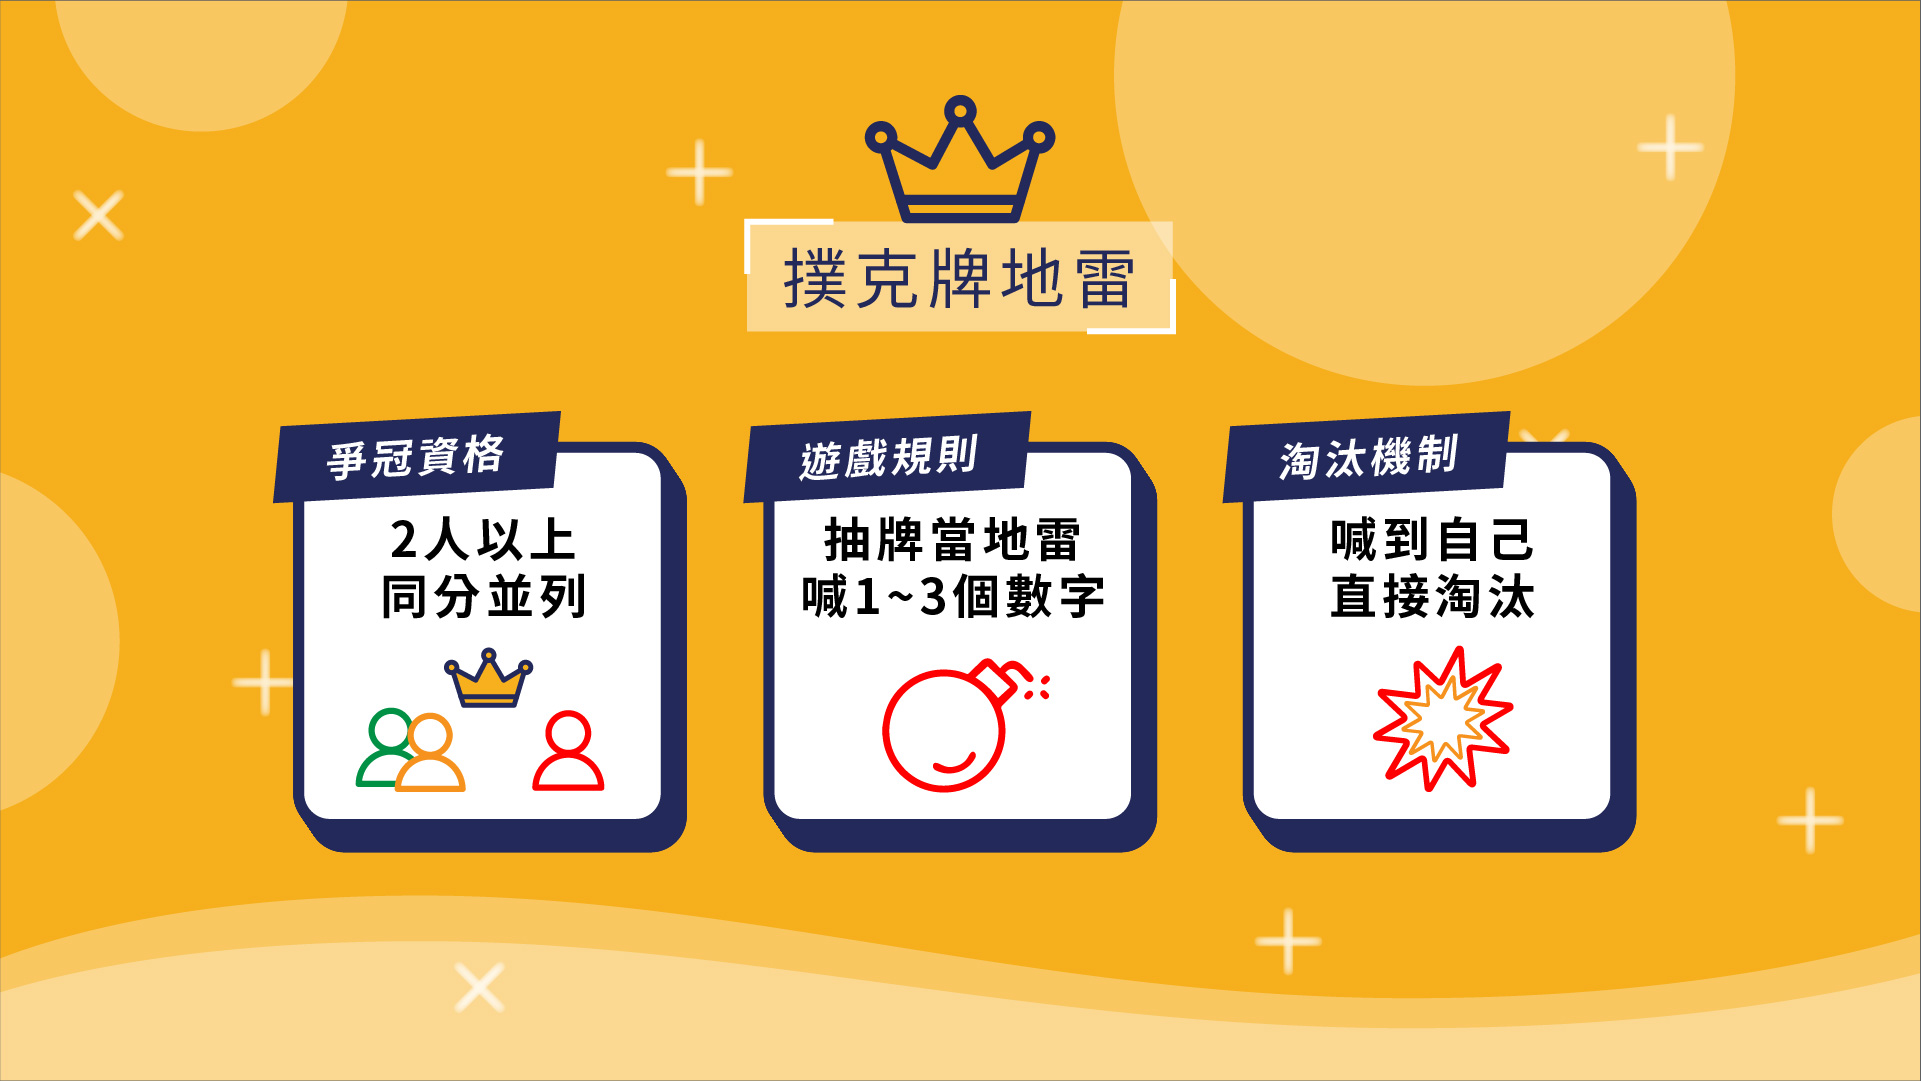 撲克牌地雷
爭冠資格
2人以上
同分並列
遊戲規則
抽牌當地雷
喊1~3個數字
淘汰機制
喊到自己
直接淘汰